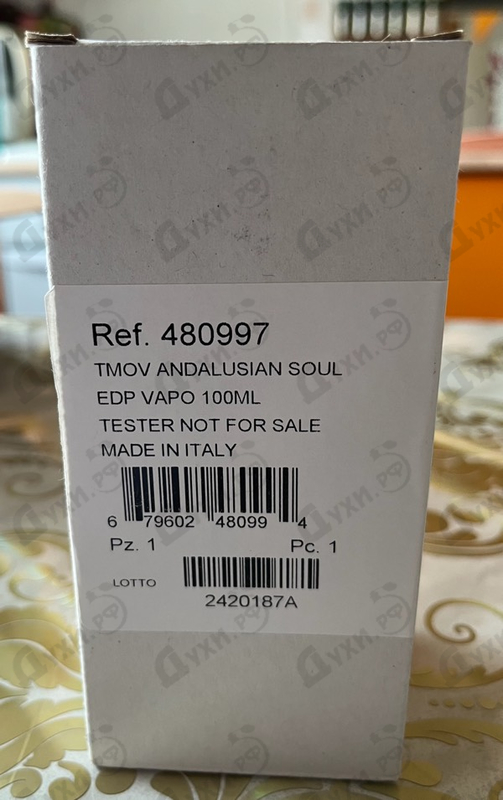 Ref. 480997
TMOV ANDALUSIAN SOUL
EDP VAPO 100ML
TESTER NOT FOR SALE
MADE IN ITALY
6 79602 48099 4
Pz. 1 Pc. 1
LOTTO
2420187A
Духи.рф